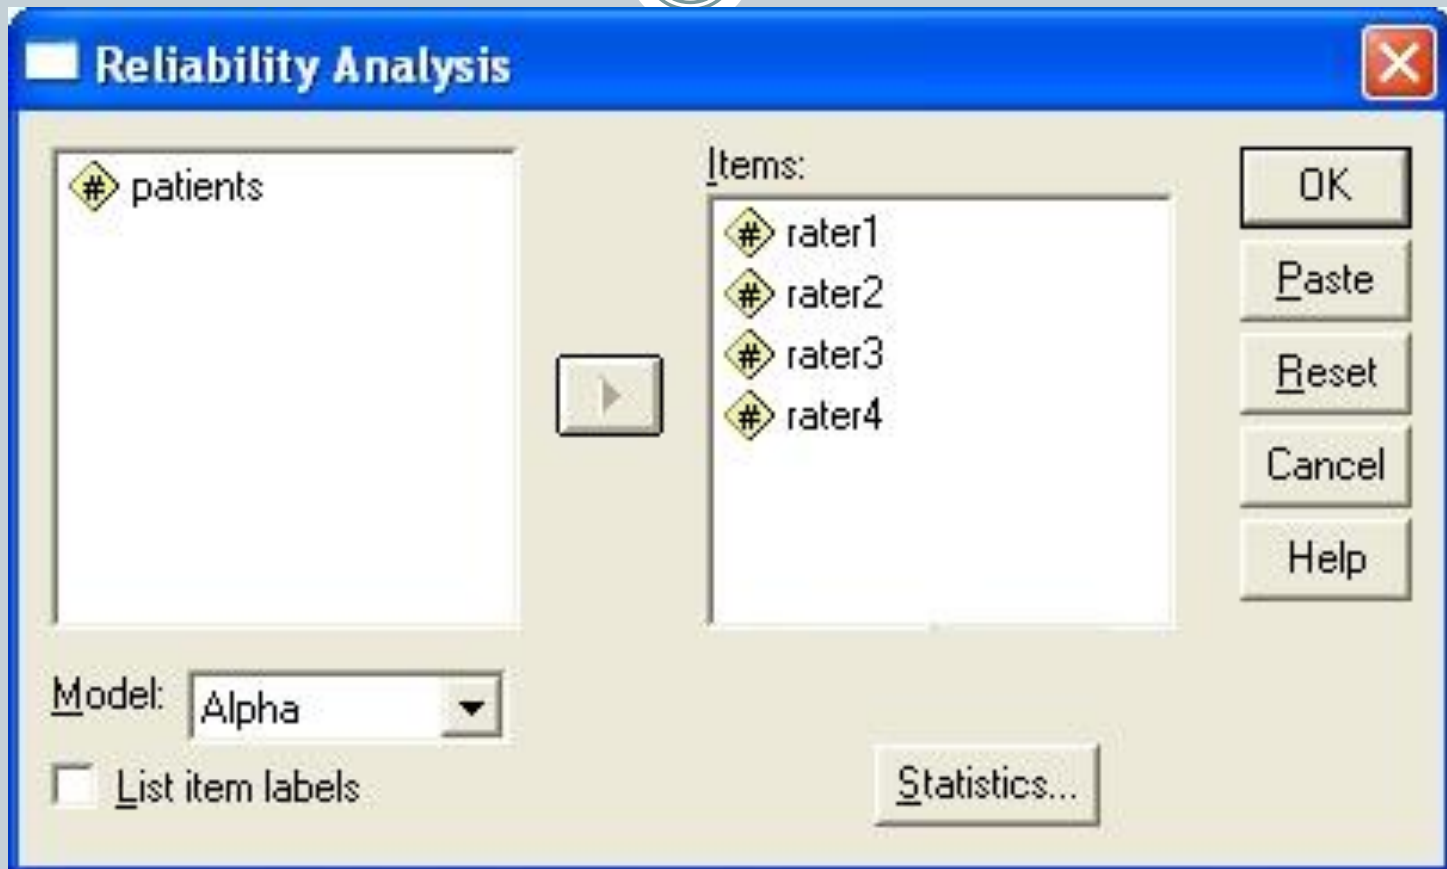 Reliability Analysis
# patients
Items:
# rater1
# rater2
# rater3
# rater4
OK
Paste
Reset
Cancel
Help
Model: Alpha
List item labels
Statistics...